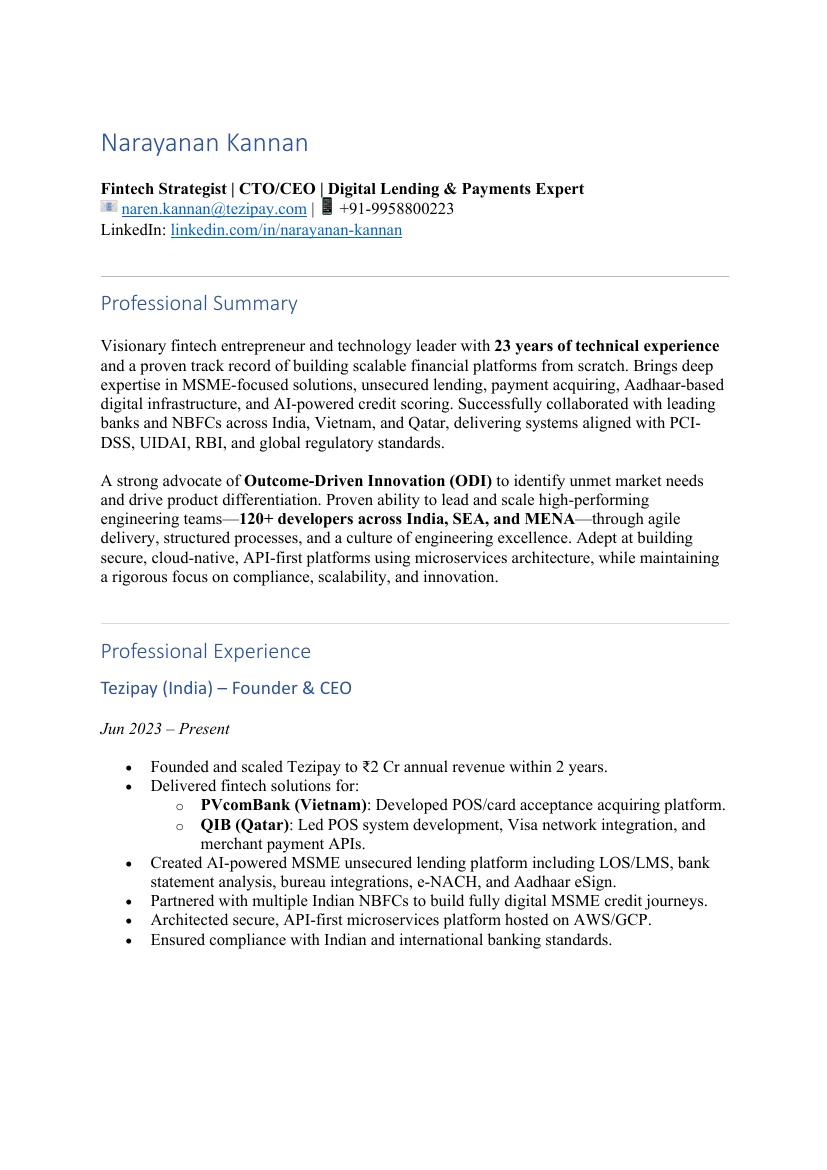 Narayanan Kannan
Fintech Strategist | CTO/CEO | Digital Lending & Payments Expert
📧 naren.kannan@tezipay.com | 📱 +91-9958800223
LinkedIn: linkedin.com/in/narayanan-kannan
Professional Summary
Visionary fintech entrepreneur and technology leader with 23 years of technical experience
and a proven track record of building scalable financial platforms from scratch. Brings deep
expertise in MSME-focused solutions, unsecured lending, payment acquiring, Aadhaar-based
digital infrastructure, and AI-powered credit scoring. Successfully collaborated with leading
banks and NBFCs across India, Vietnam, and Qatar, delivering systems aligned with PCI-
DSS, UIDAI, RBI, and global regulatory standards.
A strong advocate of Outcome-Driven Innovation (ODI) to identify unmet market needs
and drive product differentiation. Proven ability to lead and scale high-performing
engineering teams—120+ developers across India, SEA, and MENA—through agile
delivery, structured processes, and a culture of engineering excellence. Adept at building
secure, cloud-native, API-first platforms using microservices architecture, while maintaining
a rigorous focus on compliance, scalability, and innovation.
Professional Experience
Tezipay (India) – Founder & CEO
Jun 2023 – Present
• Founded and scaled Tezipay to ₹2 Cr annual revenue within 2 years.
• Delivered fintech solutions for:
o PVcomBank (Vietnam): Developed POS/card acceptance acquiring platform.
o QIB (Qatar): Led POS system development, Visa network integration, and
merchant payment APIs.
• Created AI-powered MSME unsecured lending platform including LOS/LMS, bank
statement analysis, bureau integrations, e-NACH, and Aadhaar eSign.
• Partnered with multiple Indian NBFCs to build fully digital MSME credit journeys.
• Architected secure, API-first microservices platform hosted on AWS/GCP.
• Ensured compliance with Indian and international banking standards.